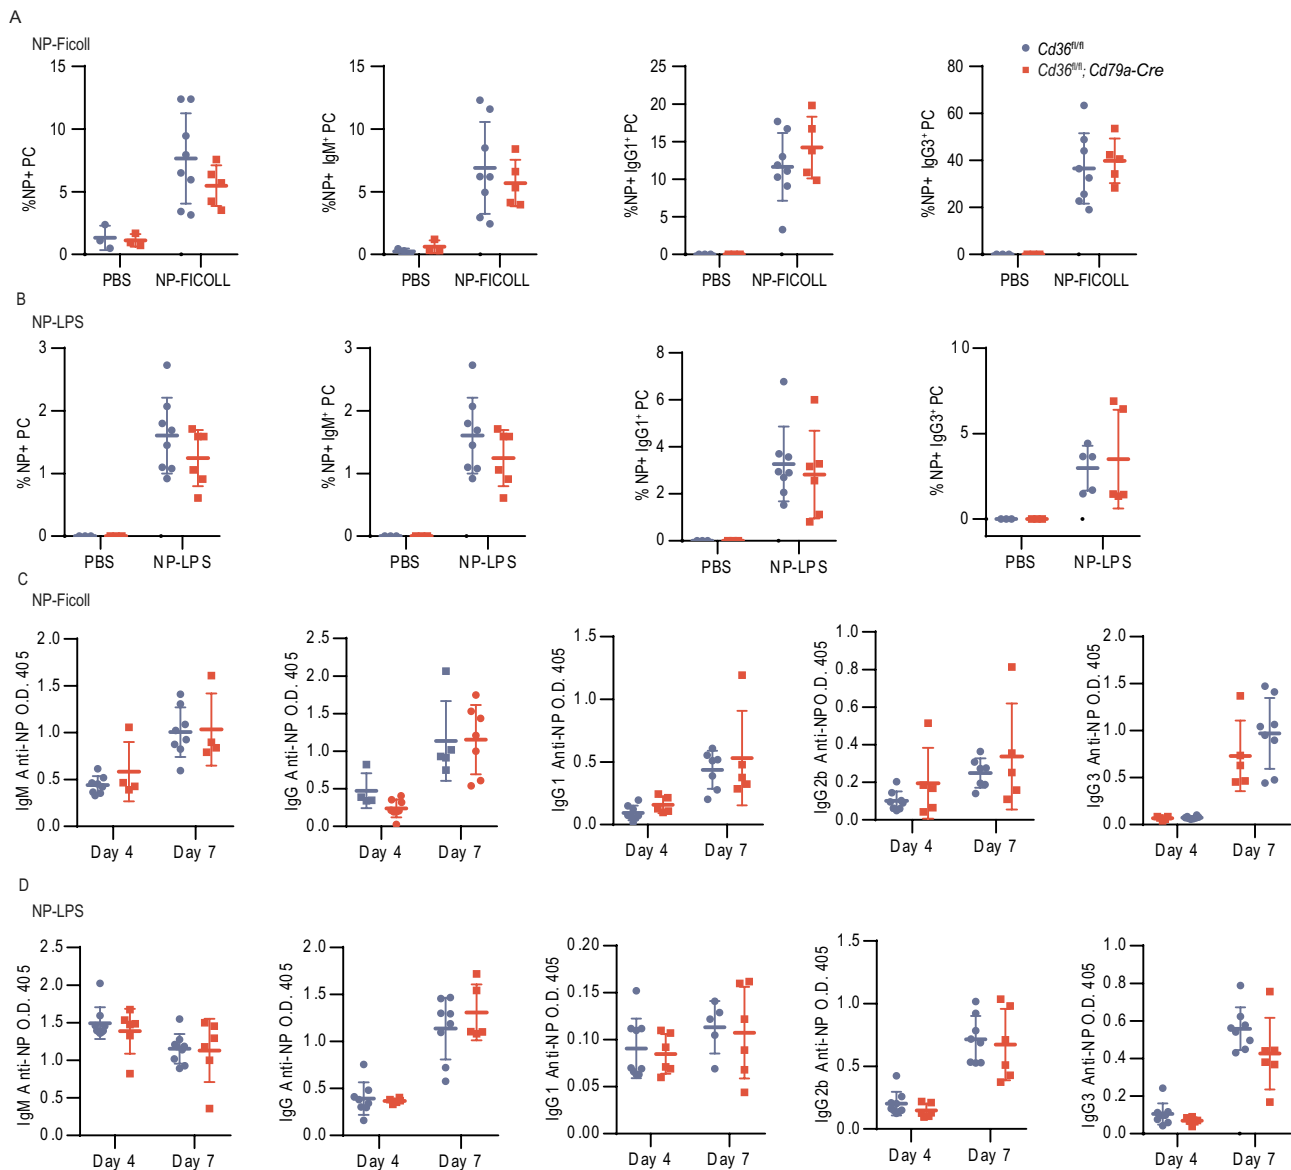 A
NP-Ficoll
Cd36fl/fl
Cd36fl/fl; Cd79a-Cre
%NP+ PC
15
10
5
0
PBS
NP-FICOLL
%NP+ IgM+ PC
15
10
5
0
PBS
NP-FICOLL
%NP+ IgG1+ PC
25
20
15
10
5
0
PBS
NP-FICOLL
%NP+ IgG3+ PC
80
60
40
20
0
PBS
NP-FICOLL
B
NP-LPS
% NP+ PC
3
2
1
0
PBS
NP-LPS
% NP+ IgM+ PC
3
2
1
0
PBS
NP-LPS
% NP+ IgG1+ PC
8
6
4
2
0
PBS
NP-LPS
% NP+ IgG3+ PC
10
5
0
PBS
NP-LPS
C
NP-Ficoll
IgM Anti-NP O.D. 405
2.0
1.5
1.0
0.5
0.0
Day 4
Day 7
IgG Anti-NP O.D. 405
2.5
2.0
1.5
1.0
0.5
0.0
Day 4
Day 7
IgG1 Anti-NP O.D. 405
1.5
1.0
0.5
0.0
Day 4
Day 7
IgG2b Anti-NP O.D. 405
1.0
0.8
0.6
0.4
0.2
0.0
Day 4
Day 7
IgG3 Anti-NP O.D. 405
2.0
1.5
1.0
0.5
0.0
Day 4
Day 7
D
NP-LPS
IgM Anti-NP O.D. 405
2.5
2.0
1.5
1.0
0.5
0.0
Day 4
Day 7
IgG Anti-NP O.D. 405
2.0
1.5
1.0
0.5
0.0
Day 4
Day 7
IgG1 Anti-NP O.D. 405
0.20
0.15
0.10
0.05
0.00
Day 4
Day 7
IgG2b Anti-NP O.D. 405
1.5
1.0
0.5
0.0
Day 4
Day 7
IgG3 Anti-NP O.D. 405
1.0
0.8
0.6
0.4
0.2
0.0
Day 4
Day 7